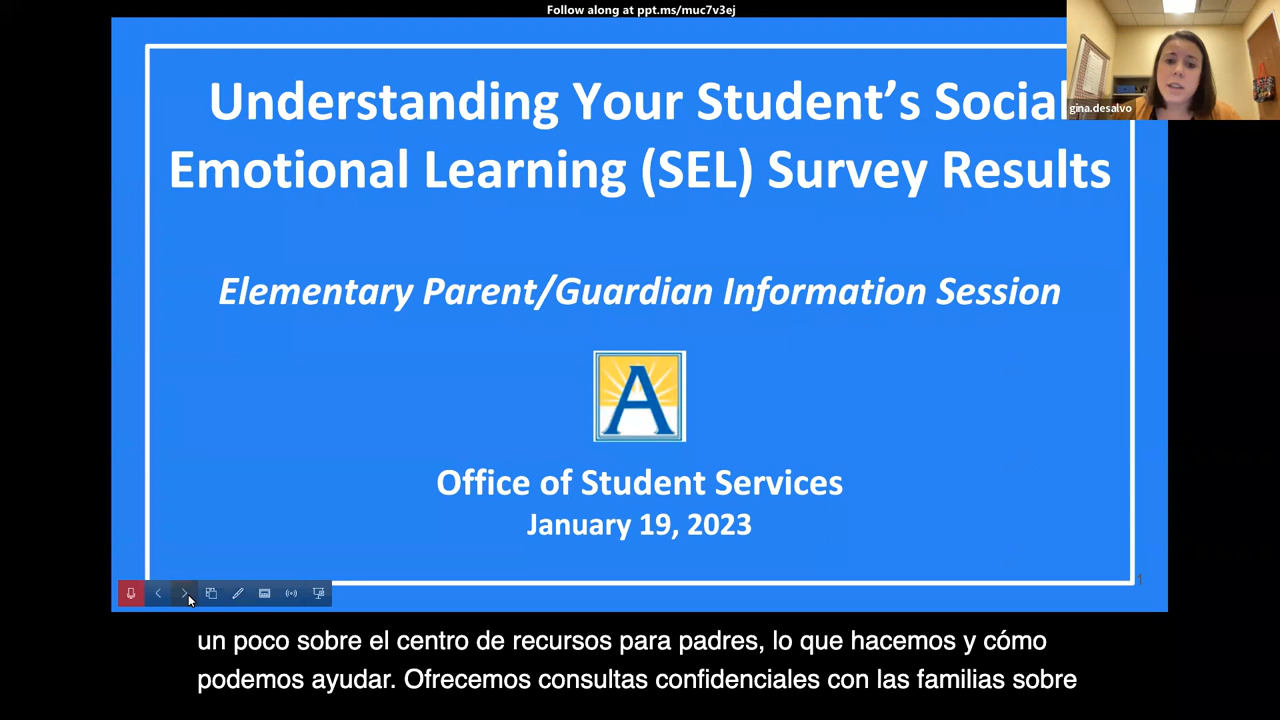 Follow along at ppt.ms/muc7v3ej
gina.desalvo
Understanding Your Student’s Social
Emotional Learning (SEL) Survey Results
Elementary Parent/Guardian Information Session
A
Office of Student Services
January 19, 2023
1
un poco sobre el centro de recursos para padres, lo que hacemos y cómo
podemos ayudar. Ofrecemos consultas confidenciales con las familias sobre